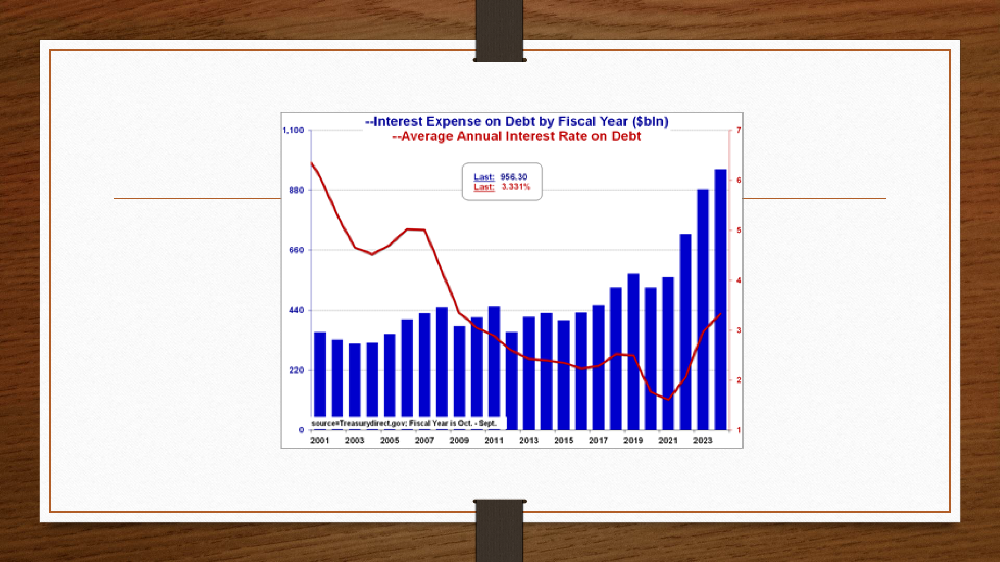 --Interest Expense on Debt by Fiscal Year ($bln)
--Average Annual Interest Rate on Debt
Last: 956.30
Last: 3.331%
1,100
880
660
440
220
0
7
6
5
4
3
2
1
source=Treasurydirect.gov; Fiscal Year is Oct. - Sept.
2001 2003 2005 2007 2009 2011 2013 2015 2017 2019 2021 2023